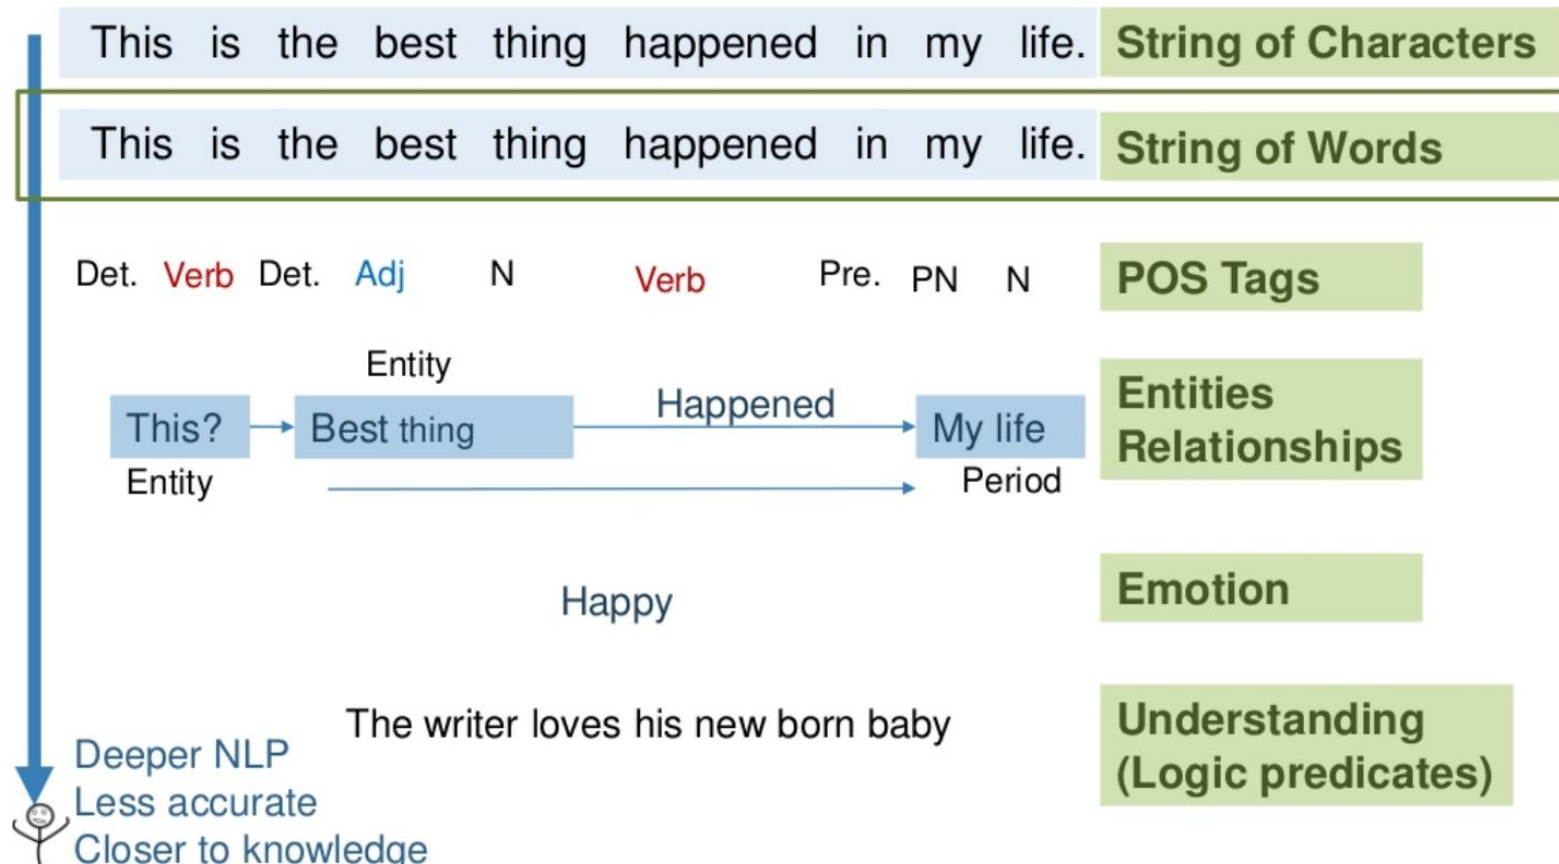 This is the best thing happened in my life. String of Characters
This is the best thing happened in my life. String of Words
Det. Verb Det. Adj N Verb Pre. PN N POS Tags
Entity
This? Best thing Happened My life
Entity Period
Entities
Relationships
Happy Emotion
The writer loves his new born baby
Understanding
(Logic predicates)
Deeper NLP
Less accurate
Closer to knowledge